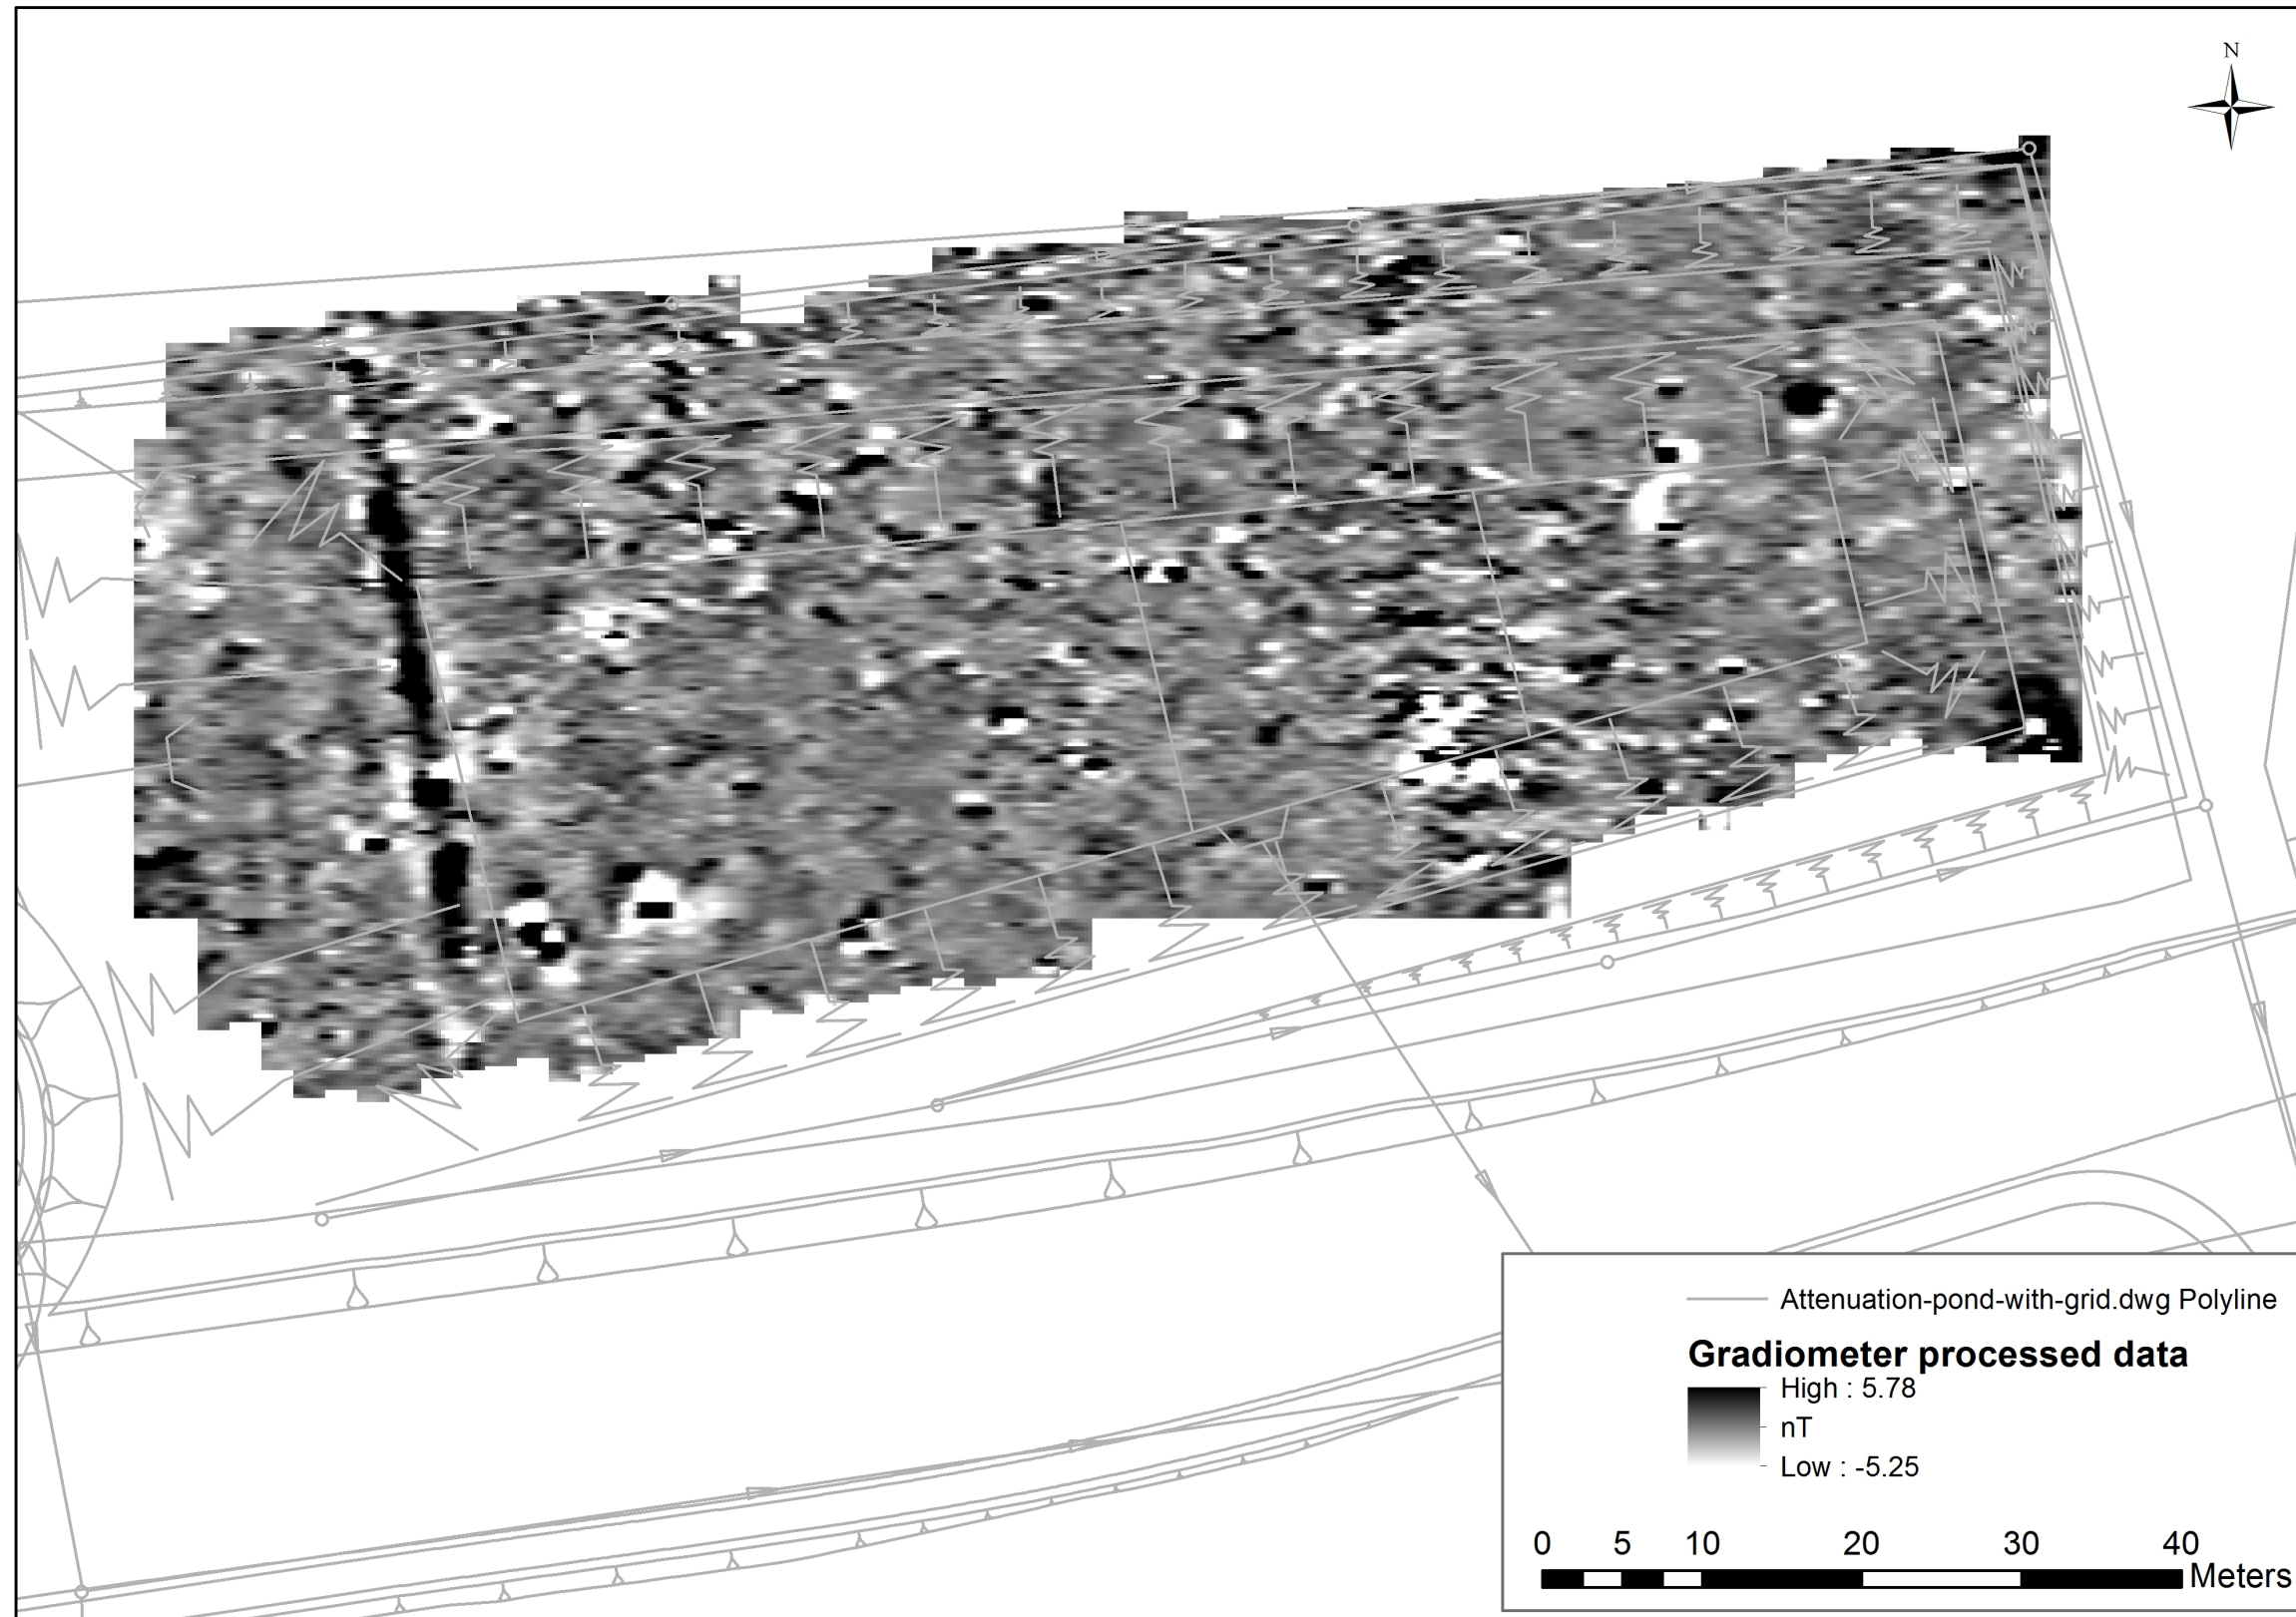 N
Attenuation-pond-with-grid.dwg Polyline
Gradiometer processed data
High : 5.78
nT
Low : -5.25
0 5 10 20 30 40
Meters